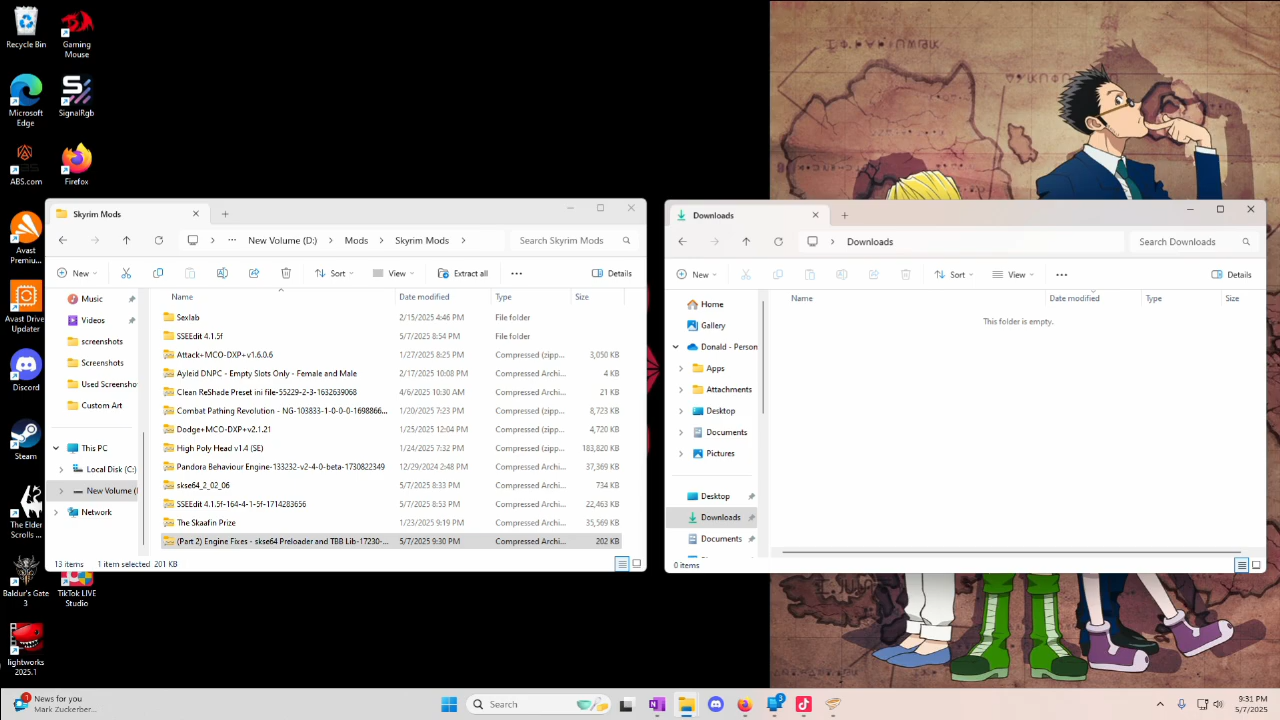 Recycle Bin
Gaming
Mouse
Microsoft
Edge
SignalRgb
ABS.com
Firefox
Avast
Premiu...
Avast Driver
Updater
Discord
Steam
The Elder
Scrolls ...
Baldur's Gate
3
TikTok LIVE
Studio
lightworks
2025.1
Skyrim Mods
New Volume (D:)
Mods
Skyrim Mods
Search Skyrim Mods
New
Sort
View
Extract all
Details
Music
Videos
screenshots
Screenshots
Used Screensho
Custom Art
This PC
Local Disk (C:)
New Volume (
Network
Name Date modified Type Size
Sexlab 2/15/2025 4:46 PM File folder
SSEEdit 4.1.5f 5/7/2025 8:54 PM File folder
Attack+ MCO-DXP+ v1.6.0.6 1/27/2025 8:25 PM Compressed (zipp... 3,050 KB
Ayleid DNPC - Empty Slots Only - Female and Male 2/17/2025 10:08 PM Compressed Archi... 4 KB
Clean ReShade Preset ini file-55229-2-3-1632639068 4/6/2025 10:30 AM Compressed Archi... 21 KB
Combat Pathing Revolution - NG-103833-1-0-0-0-1698866... 1/20/2025 7:23 PM Compressed (zipp... 8,723 KB
Dodge+ MCO-DXP+v2.1.21 1/25/2025 12:04 PM Compressed (zipp... 4,720 KB
High Poly Head v1.4 (SE) 1/24/2025 7:32 PM Compressed (zipp... 183,820 KB
Pandora Behaviour Engine-133232-v2-4-0-beta-1730822349 12/29/2024 2:48 PM Compressed Archi... 37,369 KB
skse64_2_02_06 5/7/2025 8:33 PM Compressed Archi... 734 KB
SSEEdit 4.1.5f-164-4-1-5f-1714283656 5/7/2025 8:53 PM Compressed Archi... 22,463 KB
The Skaafin Prize 1/23/2025 9:19 PM Compressed Archi... 35,569 KB
(Part 2) Engine Fixes - skse64 Preloader and TBB Lib-17230-... 5/7/2025 9:30 PM Compressed Archi... 202 KB
13 items 1 item selected 201 KB
Downloads
Downloads
Search Downloads
New
Sort
View
Details
Home
Gallery
Donald - Person
Apps
Attachments
Desktop
Documents
Pictures
Desktop
Downloads
Documents
Name Date modified Type Size
This folder is empty.
0 items
1
News for you
Mark Zuckerber...
Search
3
9:31 PM
5/7/2025